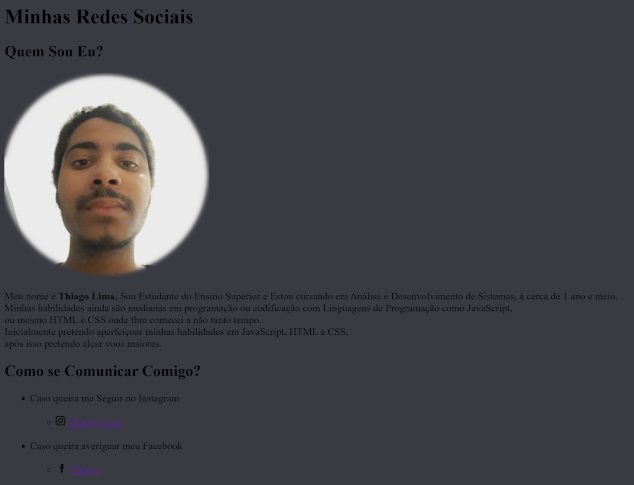 Minhas Redes Sociais
Quem Sou Eu?
Meu nome é Thiago Lima, Sou Estudante do Ensino Superior e Estou cursando em Análise e Desenvolvimento de Sistemas, a cerca de 1 ano e meio.
Minhas habilidades ainda são medianas em programação ou codificação com Linguagens de Programação como JavaScript,
ou mesmo HTML e CSS onde tbm comecei a não tanto tempo.
Inicialmente pretendo aperfeiçoar minhas habilidades em JavaScript, HTML e CSS,
após isso pretendo alçar voos maiores.
Como se Comunicar Comigo?
Caso queira me Seguir no Instagram
Caso queira averiguar meu Facebook